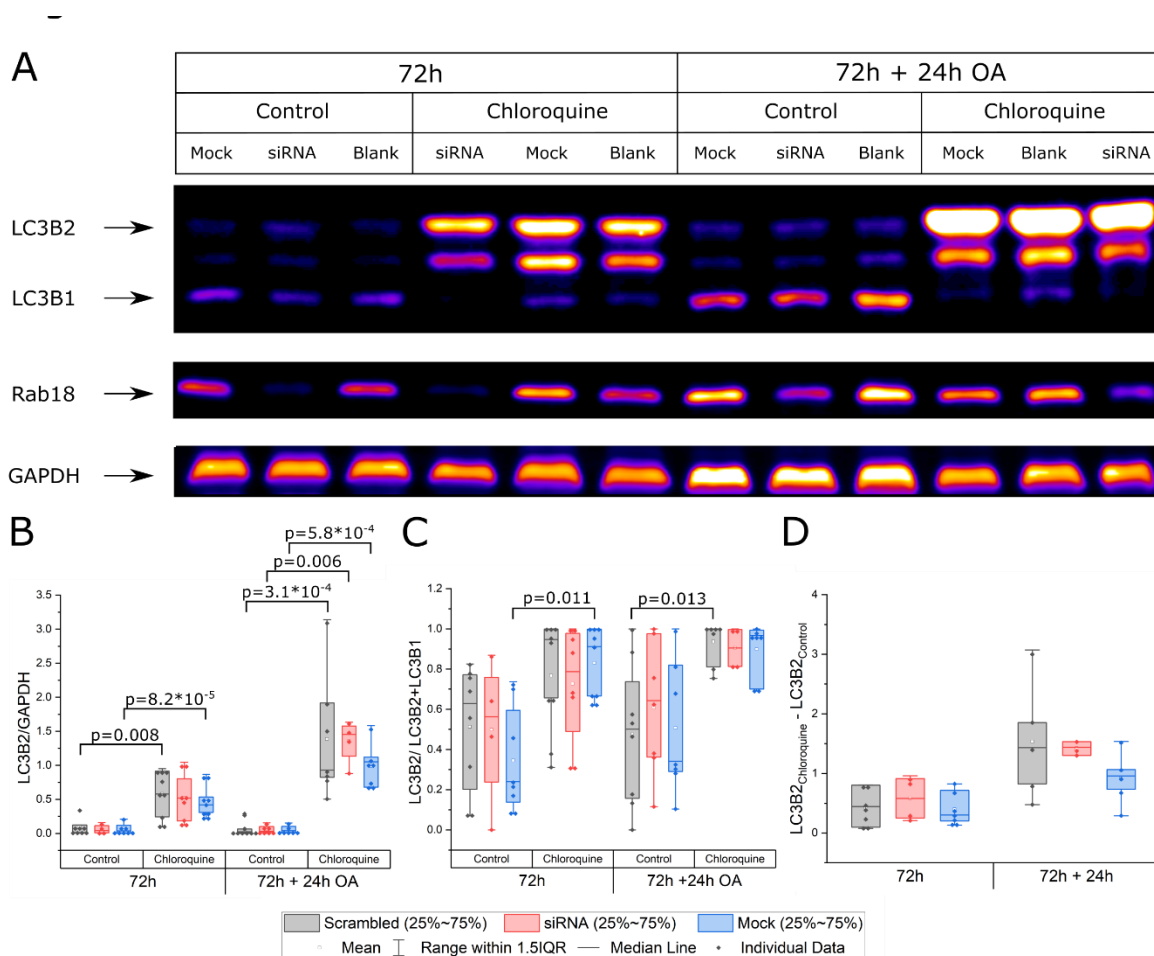 A
72h 72h + 24h OA
Control Chloroquine Control Chloroquine
Mock siRNA Blank siRNA Mock Blank Mock siRNA Blank Mock Blank siRNA
LC3B2
LC3B1
Rab18
GAPDH
B
LC3B2/GAPDH
3.5
3.0
2.5
2.0
1.5
1.0
0.5
0.0
p=5.8*10-4
p=0.006
p=3.1*10-4
p=8.2*10-5
p=0.008
Control Chloroquine Control Chloroquine
72h 72h + 24h OA
C
LC3B2/ LC3B2+LC3B1
1.2
1.0
0.8
0.6
0.4
0.2
0.0
p=0.011 p=0.013
Control Chloroquine Control Chloroquine
72h 72h +24h OA
D
LC3B2Chloroquine - LC3B2Control
4
3
2
1
0
72h 72h + 24h
Scrambled (25%~75%) siRNA (25%~75%) Mock (25%~75%)
Mean Range within 1.5IQR Median Line Individual Data